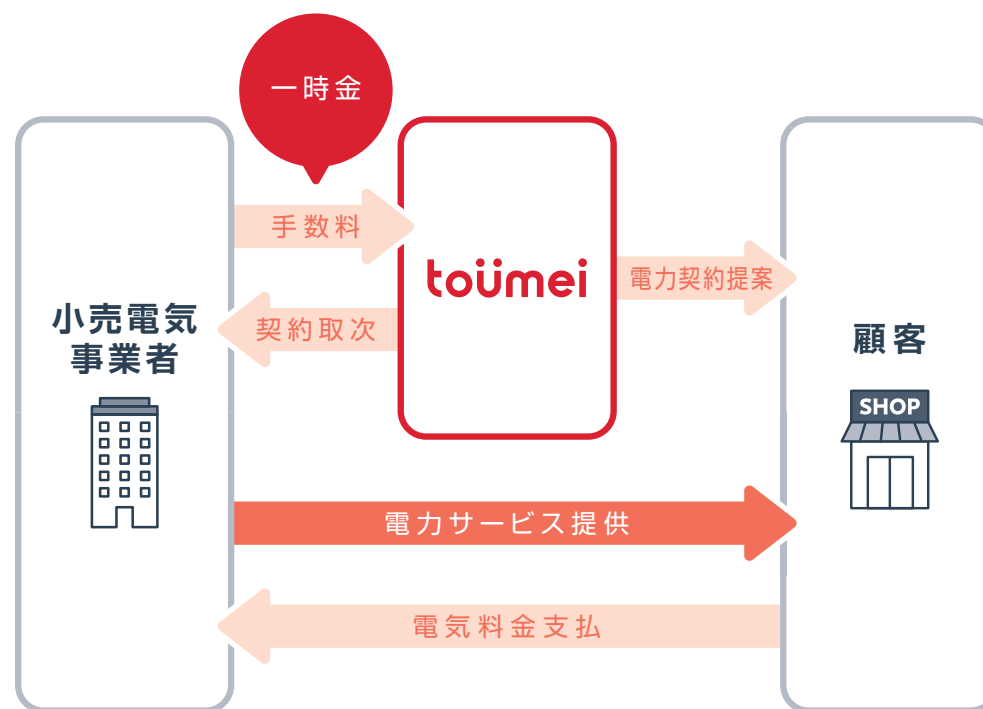 一時金
手数料
toümei
電力契約提案
契約取次
小売電気
事業者
顧客
SHOP
電力サービス提供
電気料金支払